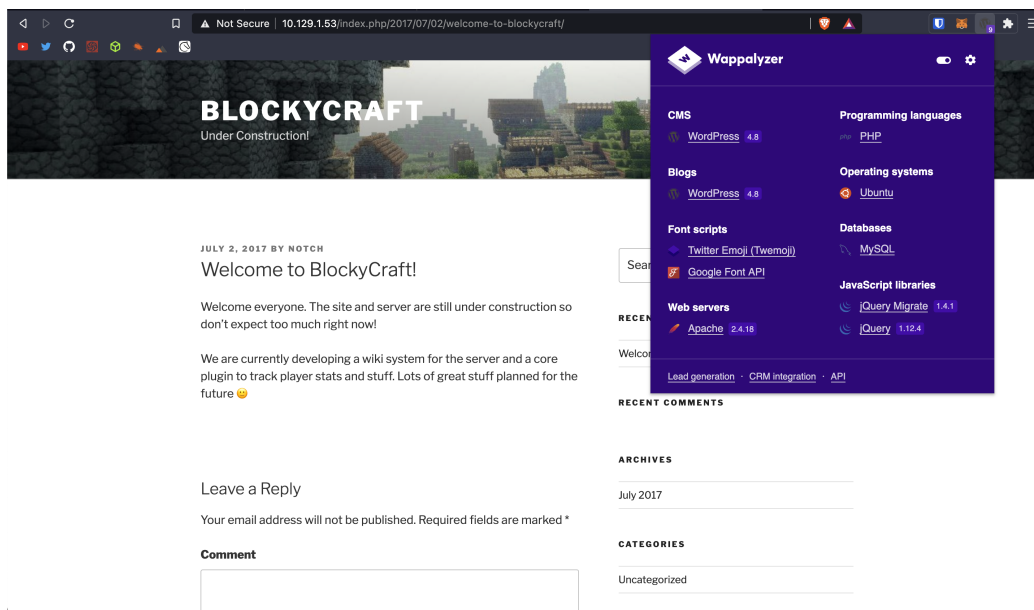 Not Secure | 10.129.1.53/index.php/2017/07/02/welcome-to-blockycraft/
9
BLOCKYCRAFT
Under Construction!
JULY 2, 2017 BY NOTCH
Welcome to BlockyCraft!
Welcome everyone. The site and server are still under construction so
don't expect too much right now!
We are currently developing a wiki system for the server and a core
plugin to track player stats and stuff. Lots of great stuff planned for the
future 🙂
Leave a Reply
Your email address will not be published. Required fields are marked *
Comment
Wappalyzer
CMS
WordPress 4.8
Blogs
WordPress 4.8
Font scripts
Twitter Emoji (Twemoji)
Google Font API
Web servers
Apache 2.4.18
Programming languages
php PHP
Operating systems
Ubuntu
Databases
MySQL
JavaScript libraries
jQuery Migrate 1.4.1
jQuery 1.12.4
Lead generation · CRM integration · API
Sear
RECEN
Welcor
RECENT COMMENTS
ARCHIVES
July 2017
CATEGORIES
Uncategorized